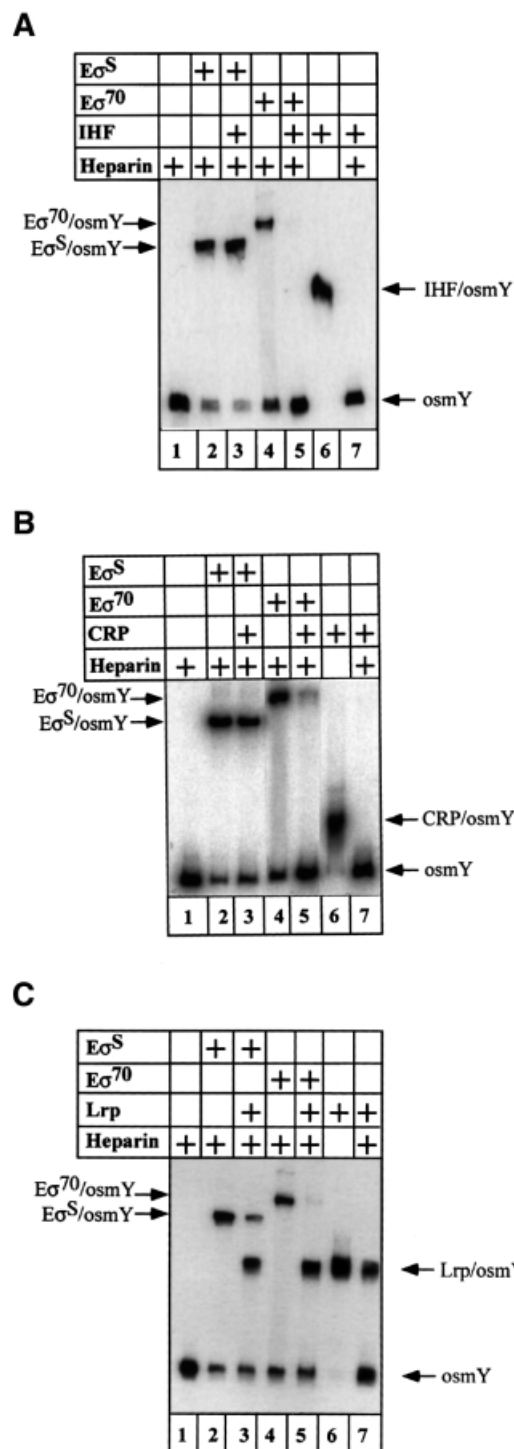 A
EσS + +
Eσ70 + +
IHF + + + +
Heparin + + + + + +
Eσ70/osmY
EσS/osmY
IHF/osmY
osmY
1 2 3 4 5 6 7
B
EσS + +
Eσ70 + +
CRP + + + +
Heparin + + + + + +
Eσ70/osmY
EσS/osmY
CRP/osmY
osmY
1 2 3 4 5 6 7
C
EσS + +
Eσ70 + +
Lrp + + + +
Heparin + + + + + +
Eσ70/osmY
EσS/osmY
Lrp/osmY
osmY
1 2 3 4 5 6 7